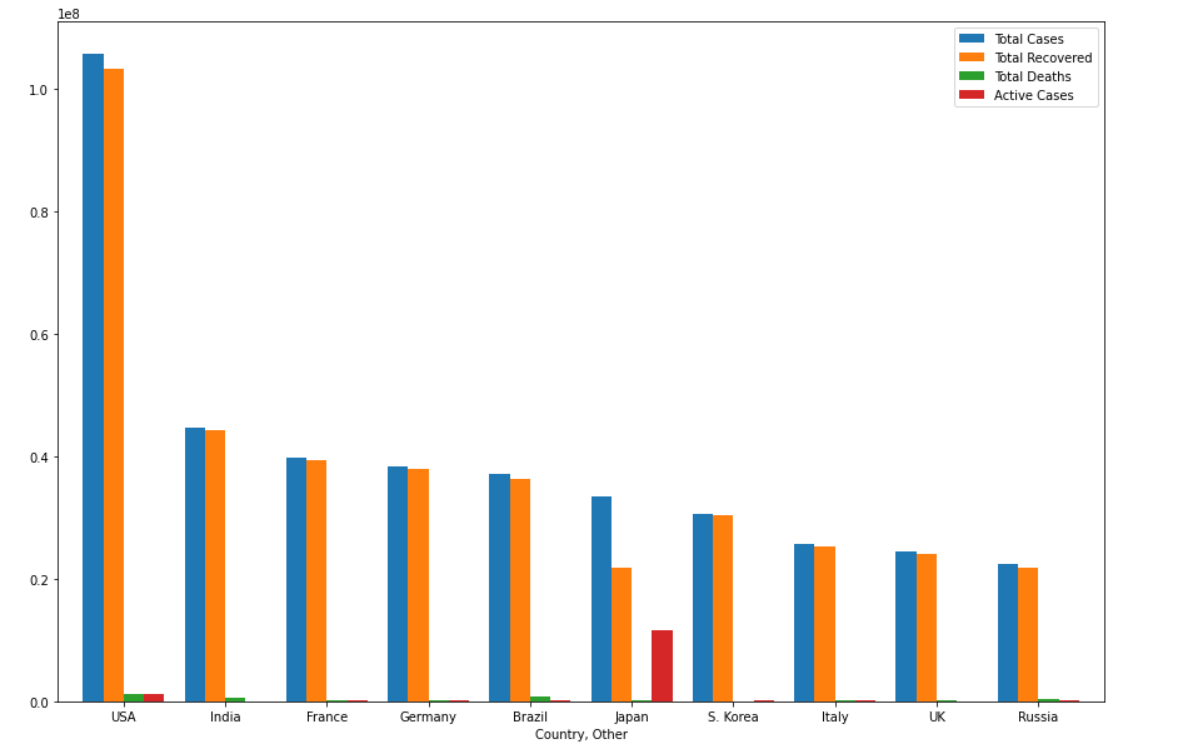 1e8
Total Cases
Total Recovered
Total Deaths
Active Cases
1.0
0.8
0.6
0.4
0.2
0.0
USA India France Germany Brazil Japan S. Korea Italy UK Russia
Country, Other